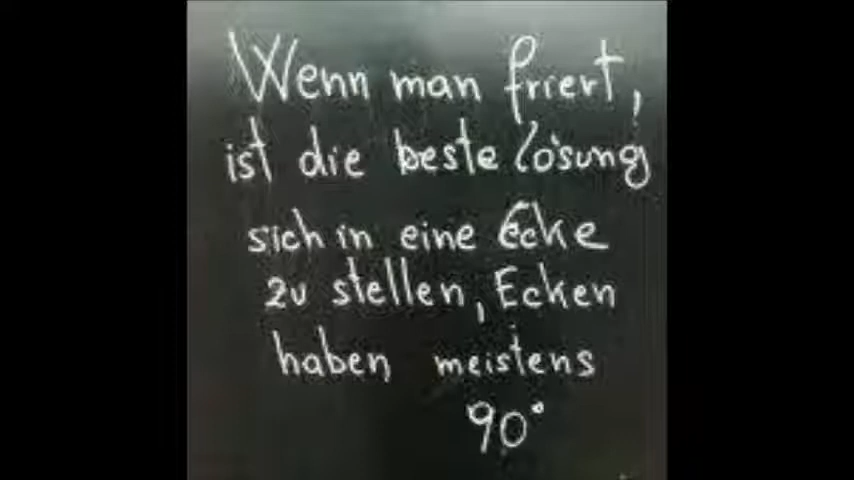 Wenn man friert,
ist die beste Lösung
sich in eine Ecke
zu stellen, Ecken
haben meistens
90°